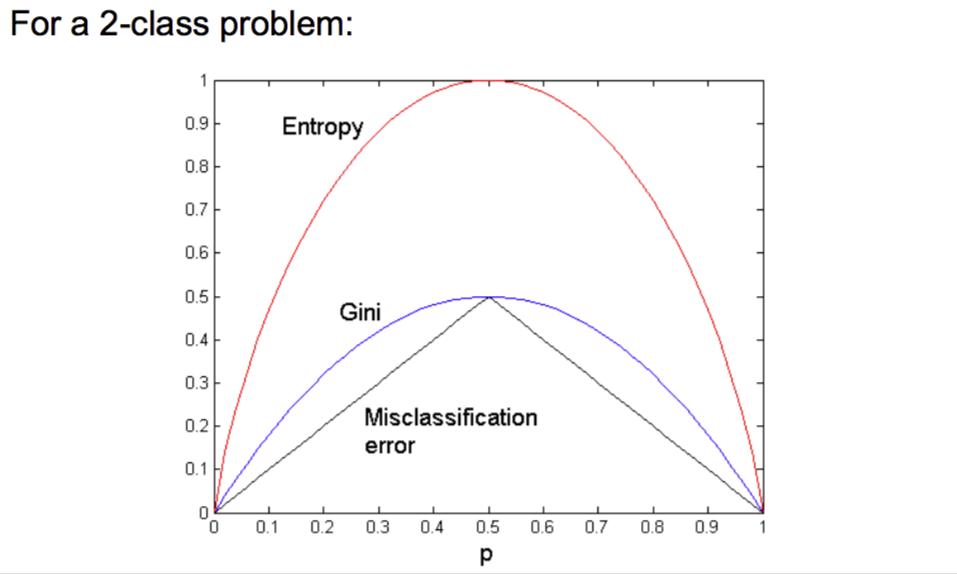 For a 2-class problem:
1
0.9
Entropy
0.8
0.7
0.6
0.5
Gini
0.4
0.3
0.2
Misclassification
error
0.1
0
0 0.1 0.2 0.3 0.4 0.5 0.6 0.7 0.8 0.9 1
p